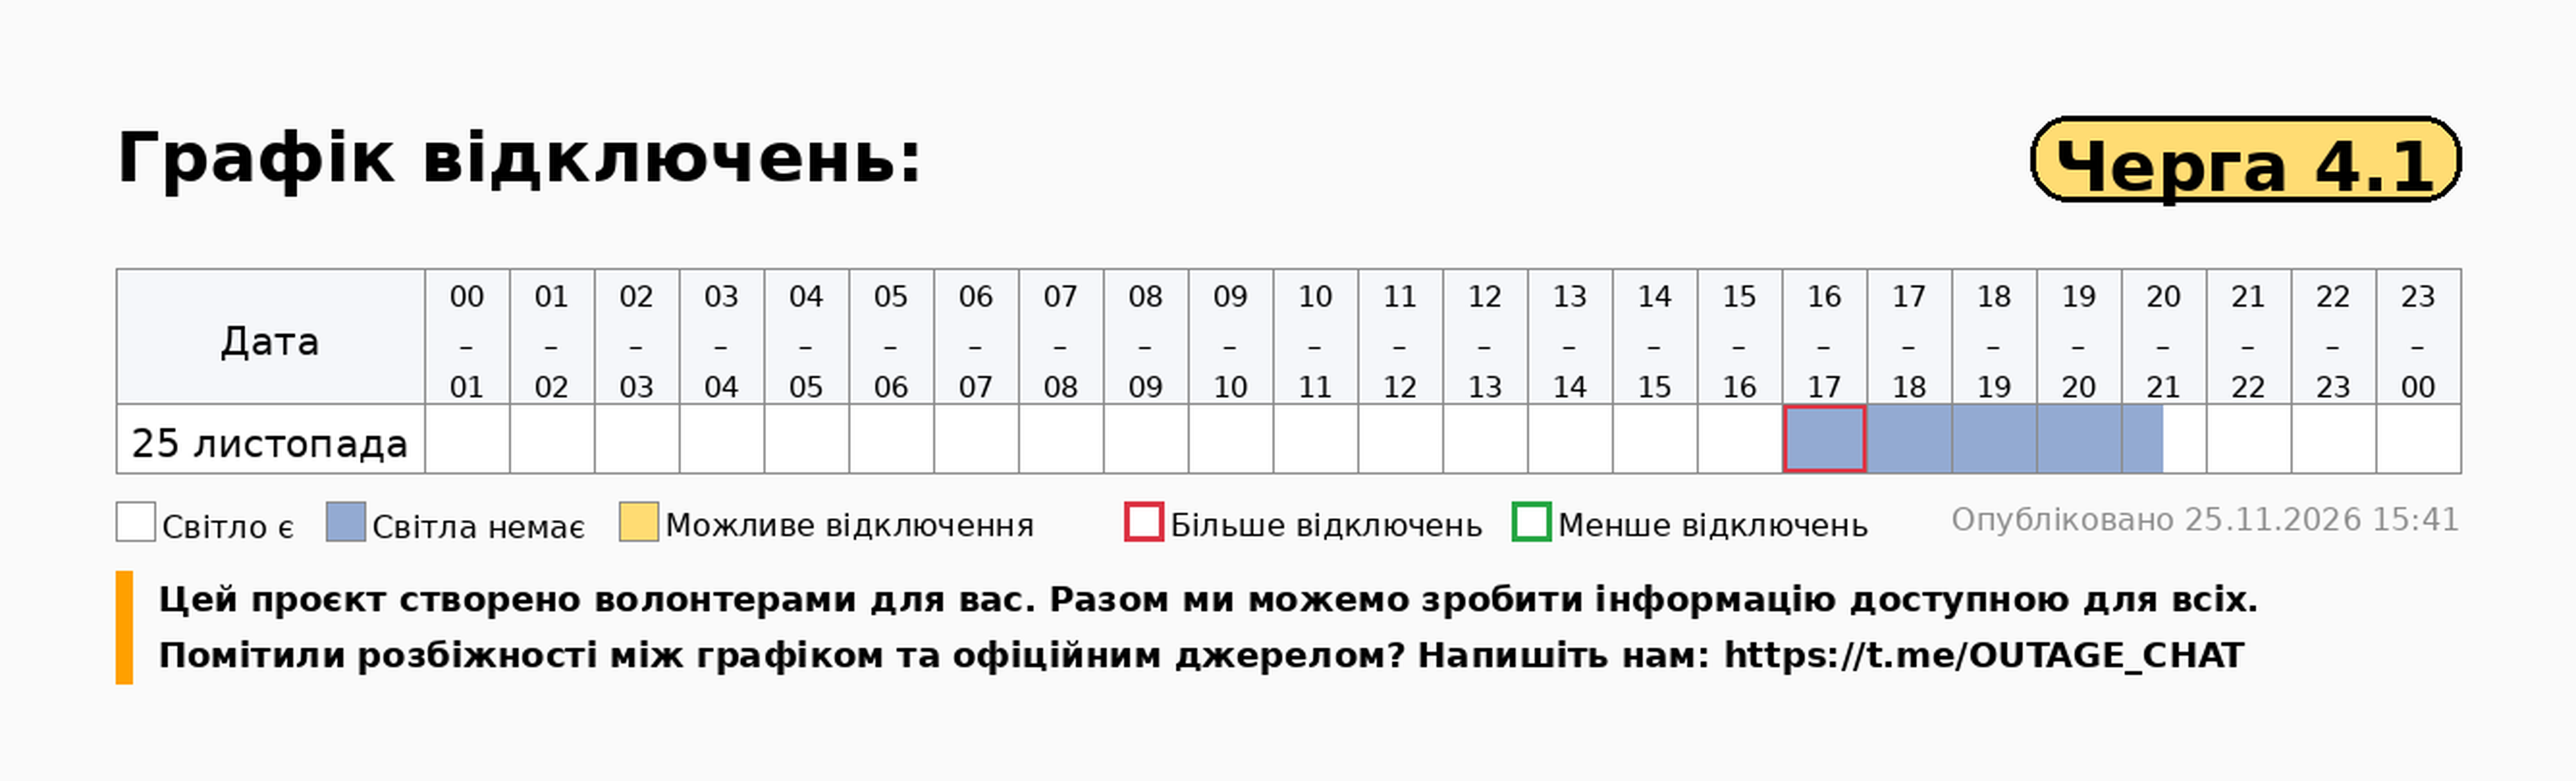 Графік відключень:
Черга 4.1
Дата 00 – 01 01 – 02 02 – 03 03 – 04 04 – 05 05 – 06 06 – 07 07 – 08 08 – 09 09 – 10 10 – 11 11 – 12 12 – 13 13 – 14 14 – 15 15 – 16 16 – 17 17 – 18 18 – 19 19 – 20 20 – 21 21 – 22 22 – 23 23 – 00
25 листопада
Світло є Світла немає Можливе відключення Більше відключень Менше відключень Опубліковано 25.11.2026 15:41
Цей проєкт створено волонтерами для вас. Разом ми можемо зробити інформацію доступною для всіх.
Помітили розбіжності між графіком та офіційним джерелом? Напишіть нам: https://t.me/OUTAGE_CHAT